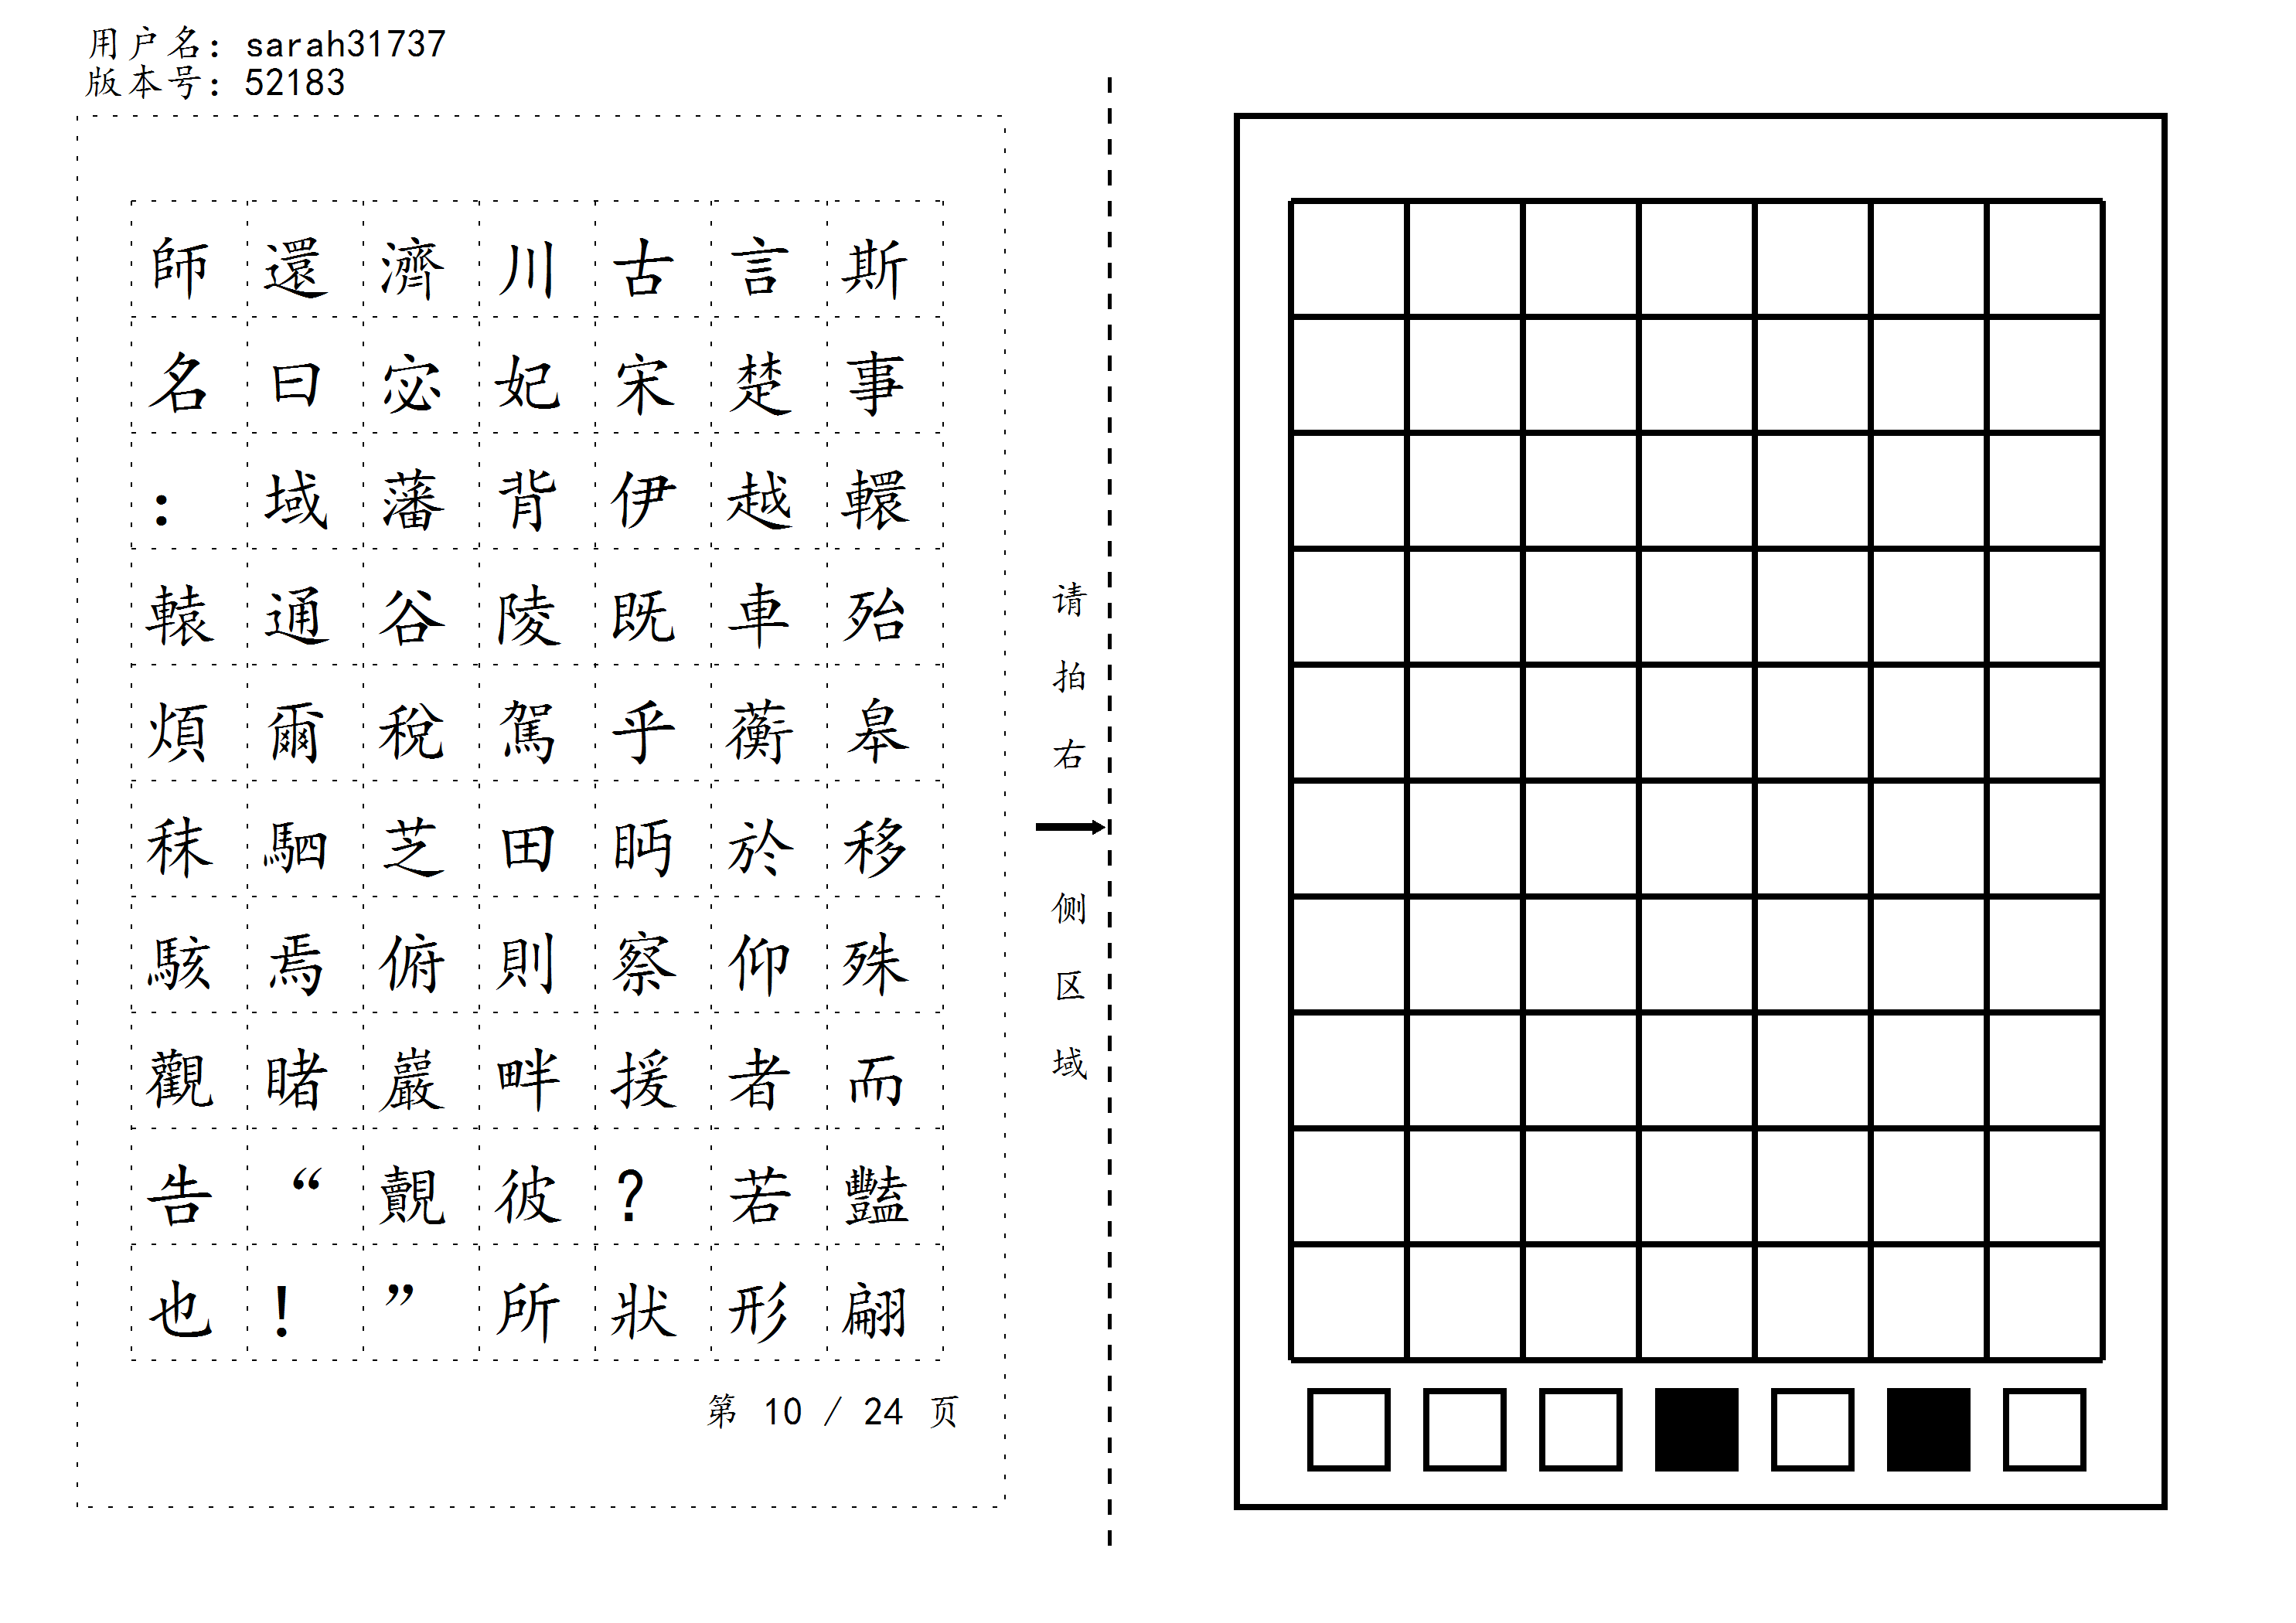 用户名: sarah31737
版本号: 52183
師還濟川古言斯
名曰宓妃宋楚事
：域藩背伊越轘
轅通谷陵既車殆
煩爾稅駕乎蘅皋
秣駟芝田眄於移
駭焉俯則察仰殊
觀睹巖畔援者而
告“覿彼？若豔
也！”所狀形翩
第 10 / 24 页
请拍右侧区域